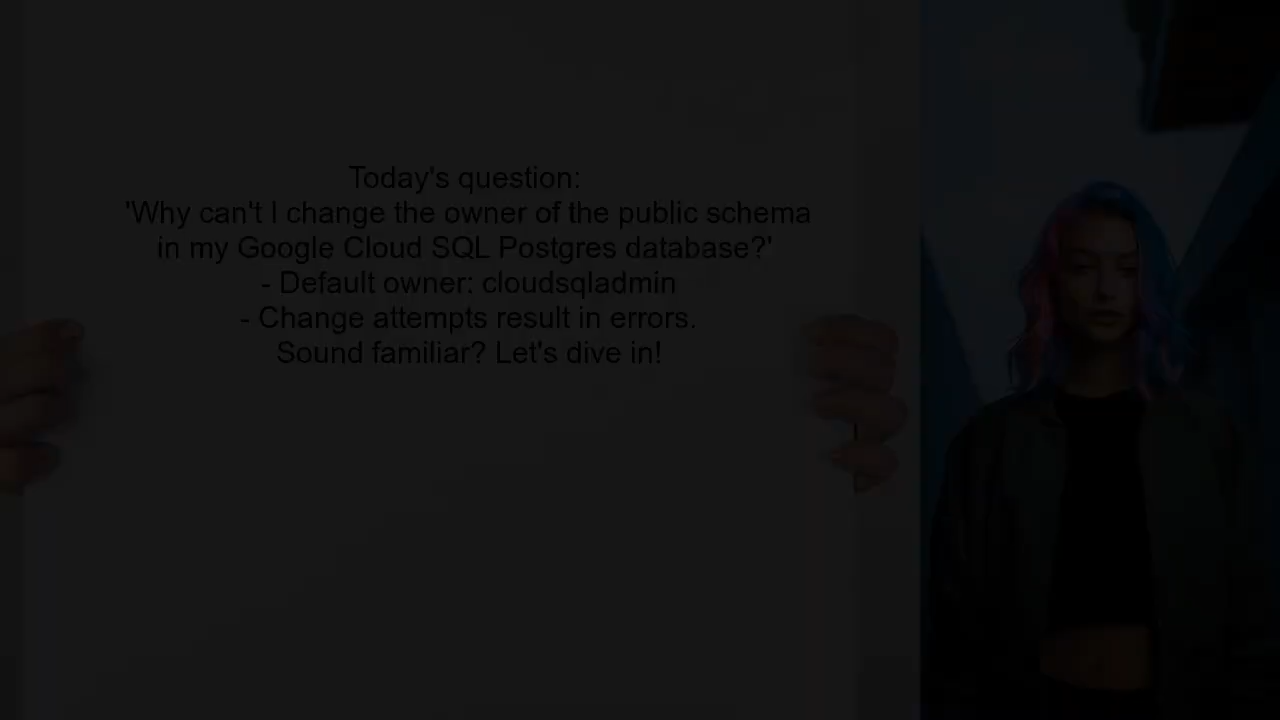 Today's question:
'Why can't I change the owner of the public schema
in my Google Cloud SQL Postgres database?'
- Default owner: cloudsqladmin
- Change attempts result in errors.
Sound familiar? Let's dive in!